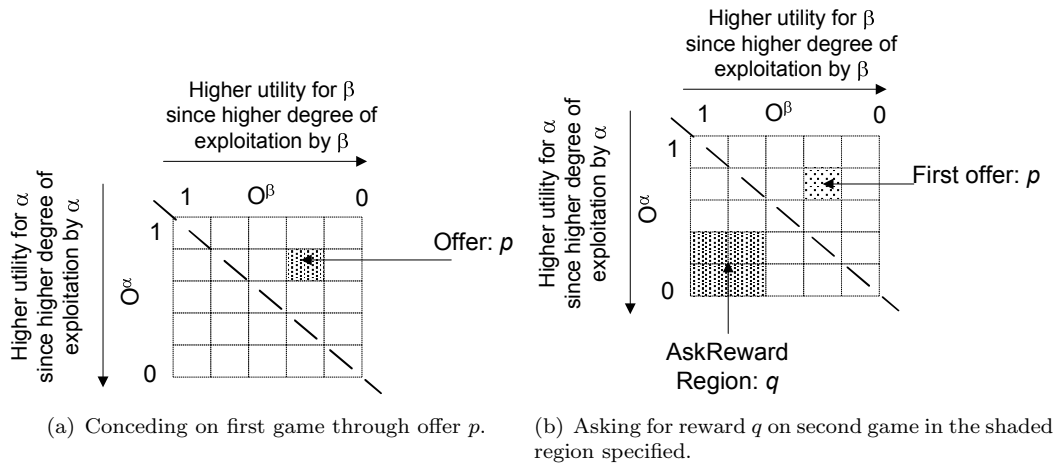 Higher utility for β
since higher degree of
exploitation by β
Higher utility for α
since higher degree of
exploitation by α
1 O^β 0
1
O^α
0
Offer: p
(a) Conceding on first game through offer p.
Higher utility for β
since higher degree of
exploitation by β
Higher utility for α
since higher degree of
exploitation by α
1 O^β 0
1
O^α
0
First offer: p
AskReward
Region: q
(b) Asking for reward q on second game in the shaded
region specified.